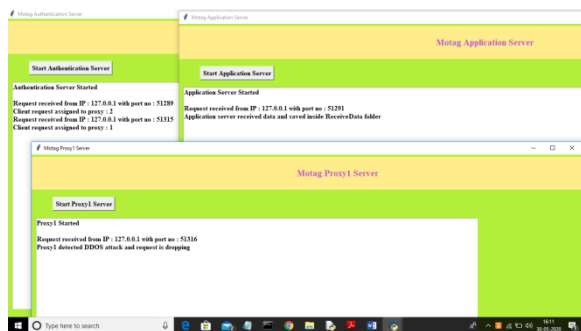 Motag Authentication Server
Start Authentication Server
Authentication Server Started
Request received from IP : 127.0.0.1 with port no : 51289
Client request assigned to proxy : 2
Request received from IP : 127.0.0.1 with port no : 51315
Client request assigned to proxy : 1
Motag Application Server
Motag Application Server
Start Application Server
Application Server Started
Request received from IP : 127.0.0.1 with port no : 51291
Application server received data and saved inside ReceiveData folder
Motag Proxy1 Server
Motag Proxy1 Server
Start Proxy1 Server
Proxy1 Started
Request received from IP : 127.0.0.1 with port no : 51316
Proxy1 detected DDOS attack and request is dropping
Type here to search
16:11
30-05-2020